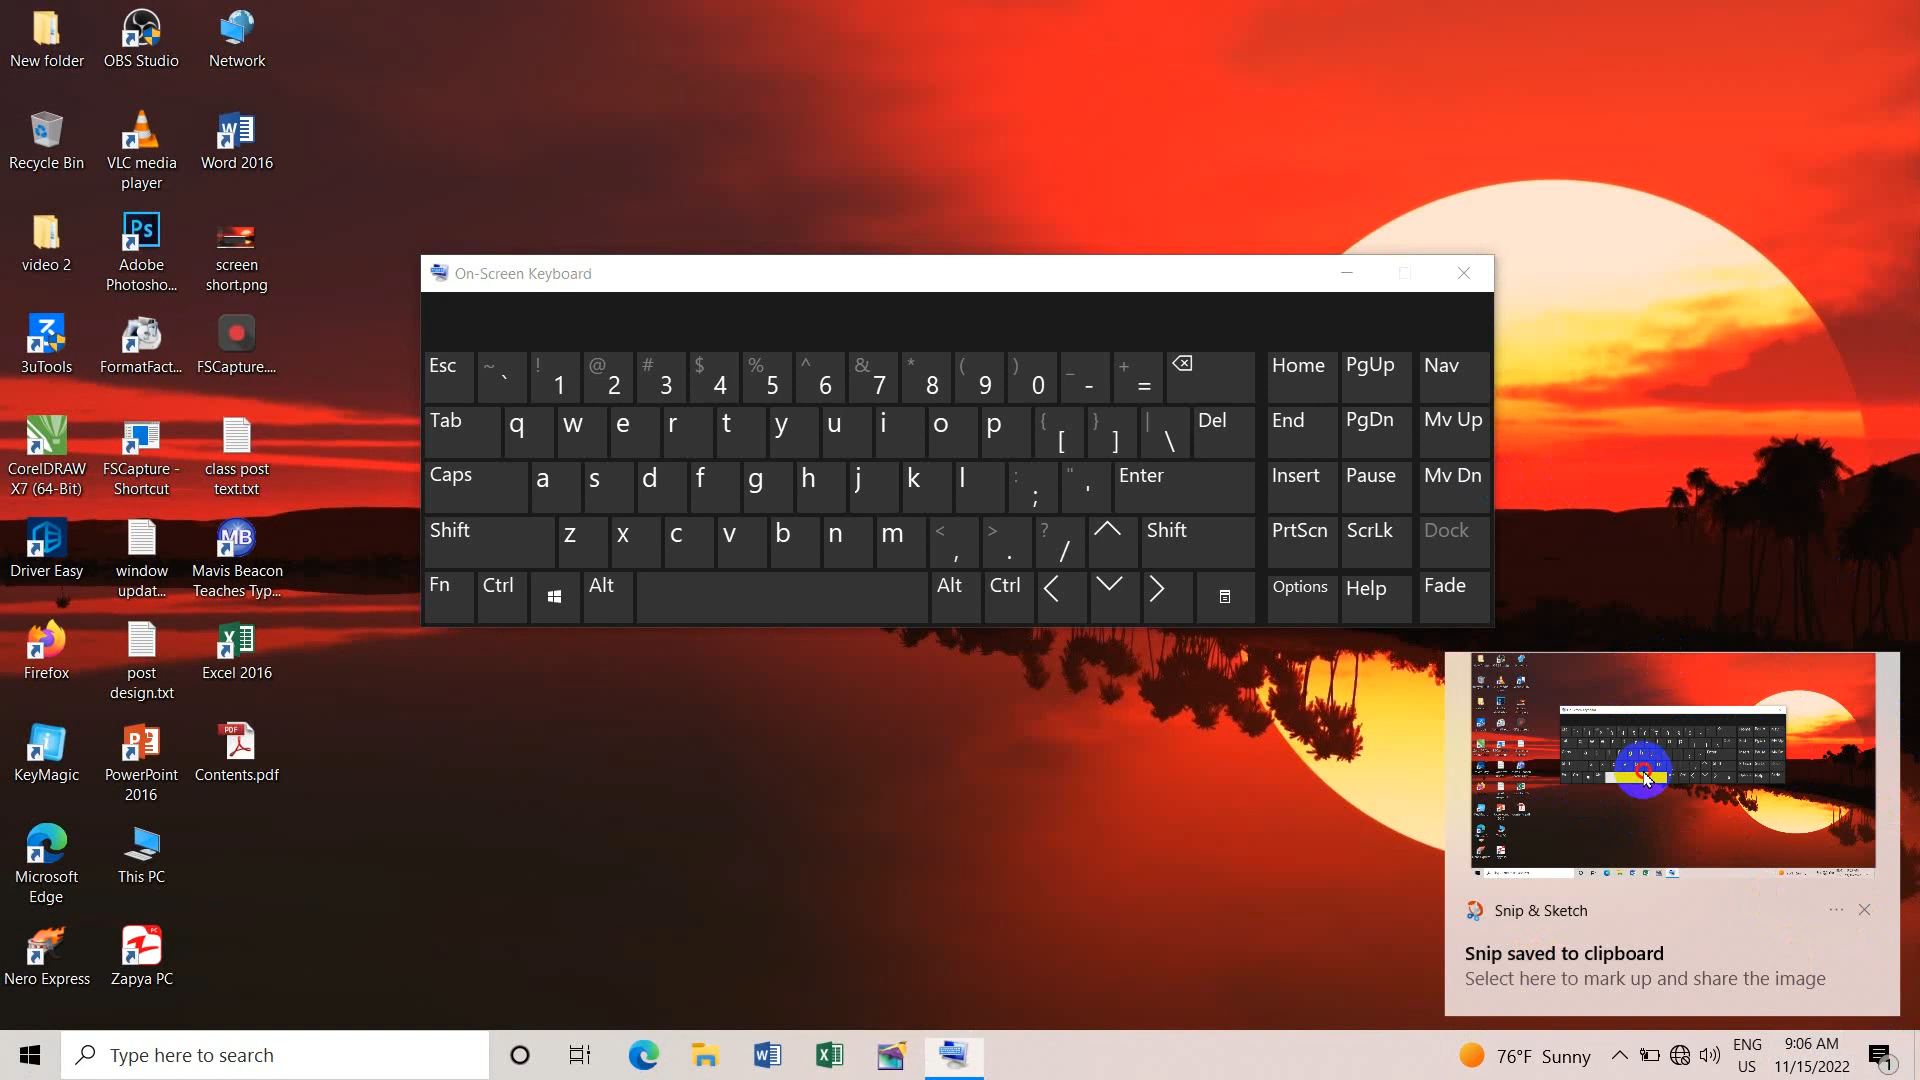 New folder
OBS Studio
Network
Recycle Bin
VLC media
player
Word 2016
video 2
Adobe
Photosho...
screen
short.png
3uTools
FormatFact...
FSCapture....
CorelDRAW
X7 (64-Bit)
FSCapture -
Shortcut
class post
text.txt
Driver Easy
window
updat...
Mavis Beacon
Teaches Typ...
Firefox
post
design.txt
Excel 2016
KeyMagic
PowerPoint
2016
Contents.pdf
Microsoft
Edge
This PC
Nero Express
Zapya PC
On-Screen Keyboard
Esc ~ ` ! 1 @ 2 # 3 $ 4 % 5 ^ 6 & 7 * 8 ( 9 ) 0 _ - + = Home PgUp Nav
Tab q w e r t y u i o p { [ } ] | \ Del End PgDn Mv Up
Caps a s d f g h j k l : ; " ' Enter Insert Pause Mv Dn
Shift z x c v b n m < , > . ? / Shift PrtScn ScrLk Dock
Fn Ctrl Alt Alt Ctrl Options Help Fade
Snip & Sketch
Snip saved to clipboard
Select here to mark up and share the image
Type here to search
76°F Sunny
ENG
US
9:06 AM
11/15/2022
1